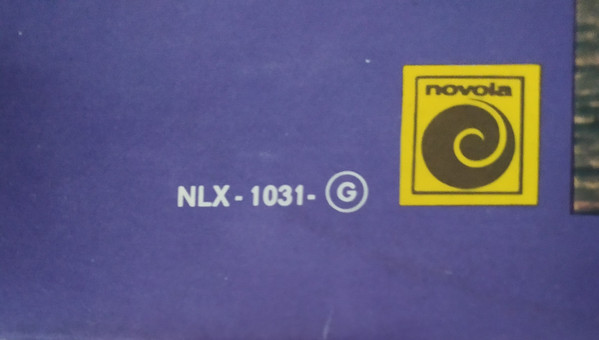 novola
NLX - 1031- G